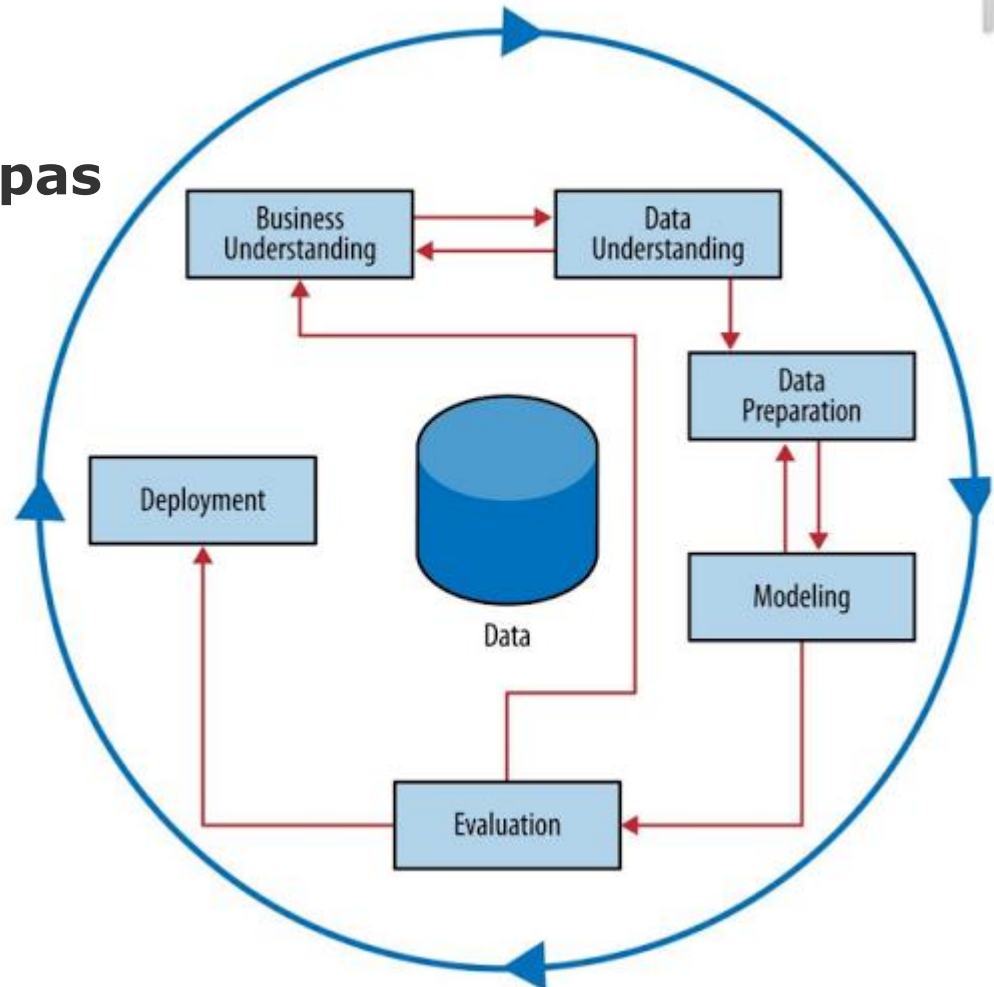 pas
Business
Understanding
Data
Understanding
Data
Preparation
Deployment
Modeling
Data
Evaluation